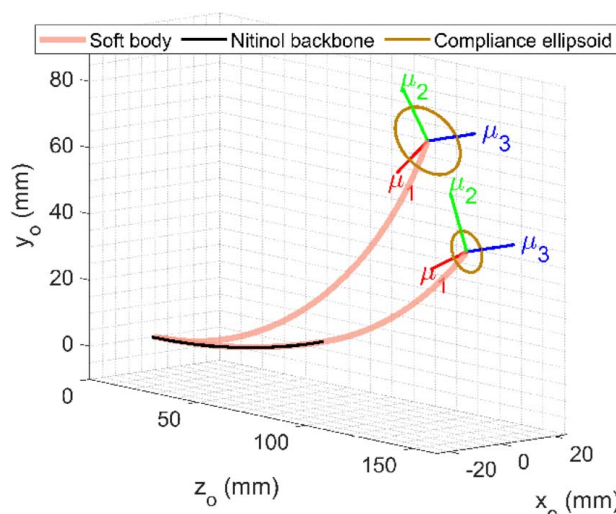 Soft body Nitinol backbone Compliance ellipsoid
80
60
40
20
0
y_o (mm)
μ_2
μ_3
μ_1
μ_2
μ_3
μ_1
0
50
100
150
z_o (mm)
-20
0
20
x_o (mm)